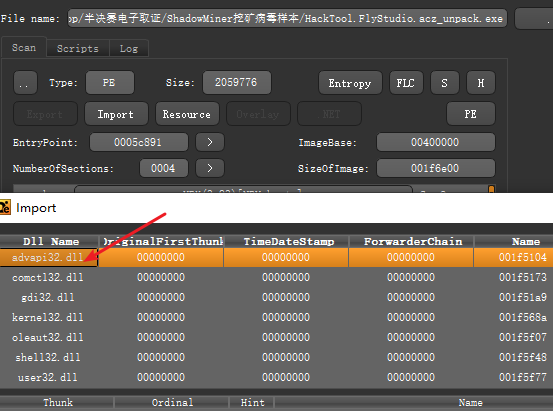 File name: op/半决赛电子取证/ShadowMiner挖矿病毒样本/HackTool.FlyStudio.acz_unpack.exe ..
Scan Scripts Log
.. Type: PE Size: 2059776 Entropy FLC S H
Export Import Resource Overlay .NET PE
EntryPoint: 0005c891 > ImageBase: 00400000
NumberOfSections: 0004 > SizeOfImage: 001f6e00
Import
Dll Name OriginalFirstThunk TimeDateStamp ForwarderChain Name
advapi32.dll 00000000 00000000 00000000 001f5104
comctl32.dll 00000000 00000000 00000000 001f5173
gdi32.dll 00000000 00000000 00000000 001f51a9
kernel32.dll 00000000 00000000 00000000 001f568a
oleaut32.dll 00000000 00000000 00000000 001f5f07
shell32.dll 00000000 00000000 00000000 001f5f48
user32.dll 00000000 00000000 00000000 001f5f77
Thunk Ordinal Hint Name